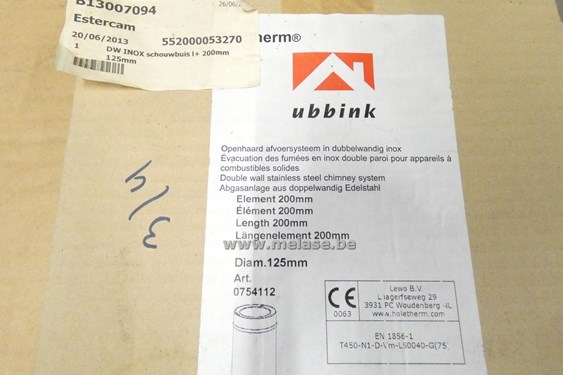 B13007094
26/06/
Estercam
20/06/2013 552000053270
1 DW INOX schouwbuis I+ 200mm
125mm
therm®
ubbink
Openhaard afvoersysteem in dubbelwandig inox
Évacuation des fumées en inox double paroi pour appareils à
combustibles solides
Double wall stainless steel chimney system
Abgasanlage aus doppelwandig Edelstahl
Element 200mm
Élément 200mm
Length 200mm
Längenelement 200mm
www.melase.be
Diam.125mm
Art.
0754112
3/4
CE
0063
Lewo B.V.
29
3931 PC Woudenberg NL
www.holetherm.com
EN 1856-1